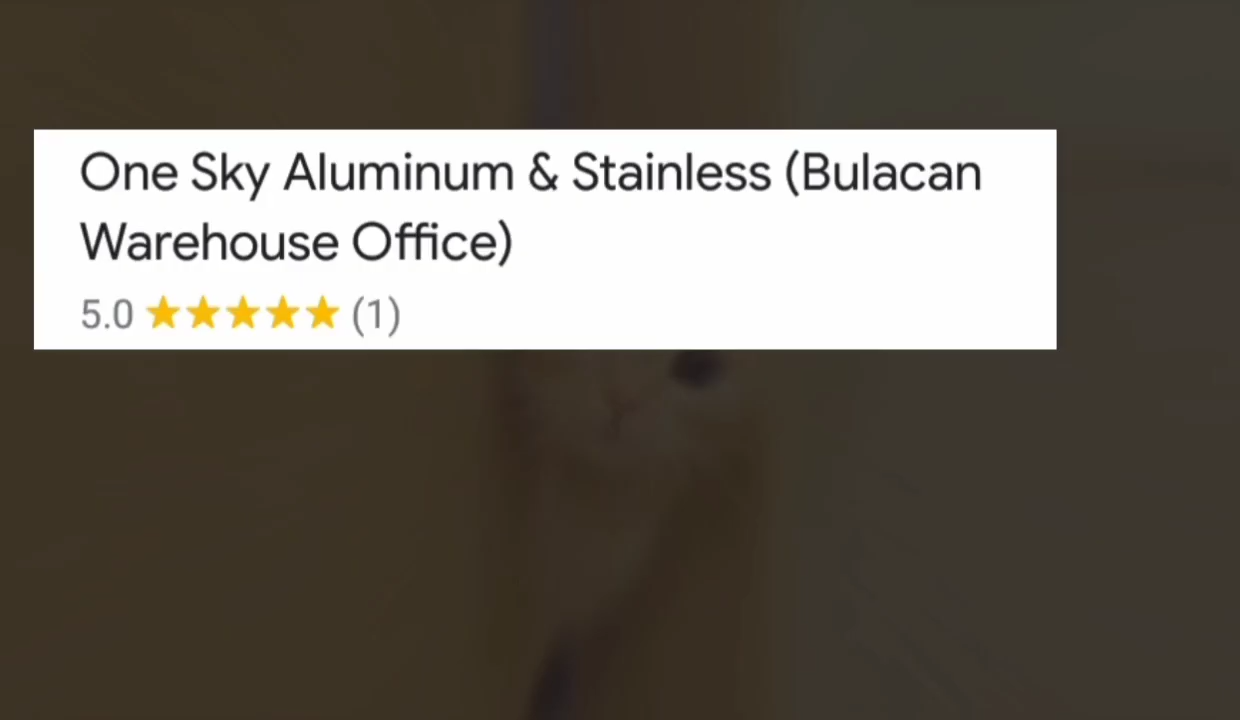 One Sky Aluminum & Stainless (Bulacan
Warehouse Office)
5.0 ★★★★★ (1)